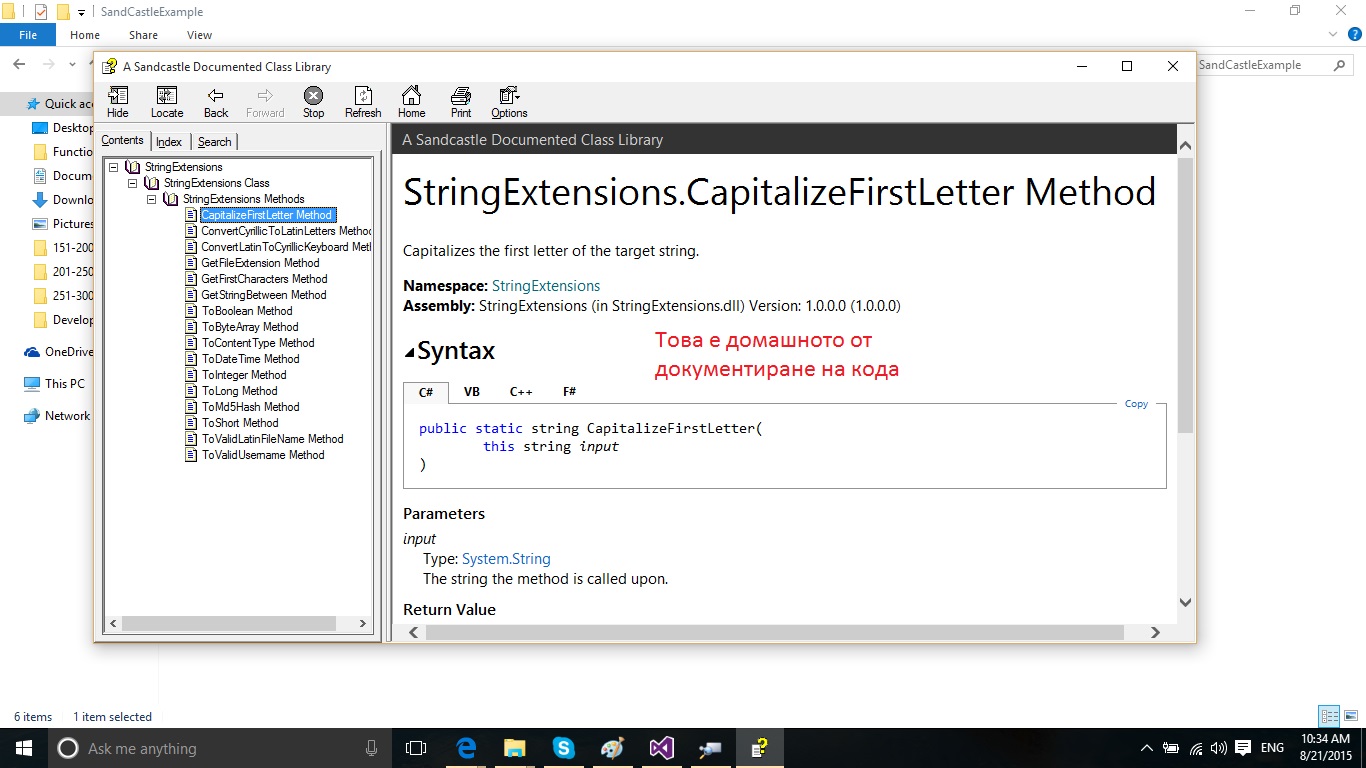 SandCastleExample
File Home Share View
SandCastleExample
Quick acc
Desktop
Functio
Docum
Downlo
Pictures
151-200
201-250
251-300
Develop
OneDrive
This PC
Network
A Sandcastle Documented Class Library
Hide Locate Back Forward Stop Refresh Home Print Options
Contents Index Search
StringExtensions
StringExtensions Class
StringExtensions Methods
CapitalizeFirstLetter Method
ConvertCyrillicToLatinLetters Method
ConvertLatinToCyrillicKeyboard Met
GetFileExtension Method
GetFirstCharacters Method
GetStringBetween Method
ToBoolean Method
ToByteArray Method
ToContentType Method
ToDateTime Method
ToInteger Method
ToLong Method
ToMd5Hash Method
ToShort Method
ToValidLatinFileName Method
ToValidUsername Method
A Sandcastle Documented Class Library
StringExtensions.CapitalizeFirstLetter Method
Capitalizes the first letter of the target string.
Namespace: StringExtensions
Assembly: StringExtensions (in StringExtensions.dll) Version: 1.0.0.0 (1.0.0.0)
Това е домашното от
документиране на кода
Syntax
C# VB C++ F#
Copy
public static string CapitalizeFirstLetter(
this string input
)
Parameters
input
Type: System.String
The string the method is called upon.
Return Value
6 items 1 item selected
Ask me anything
ENG
10:34 AM
8/21/2015